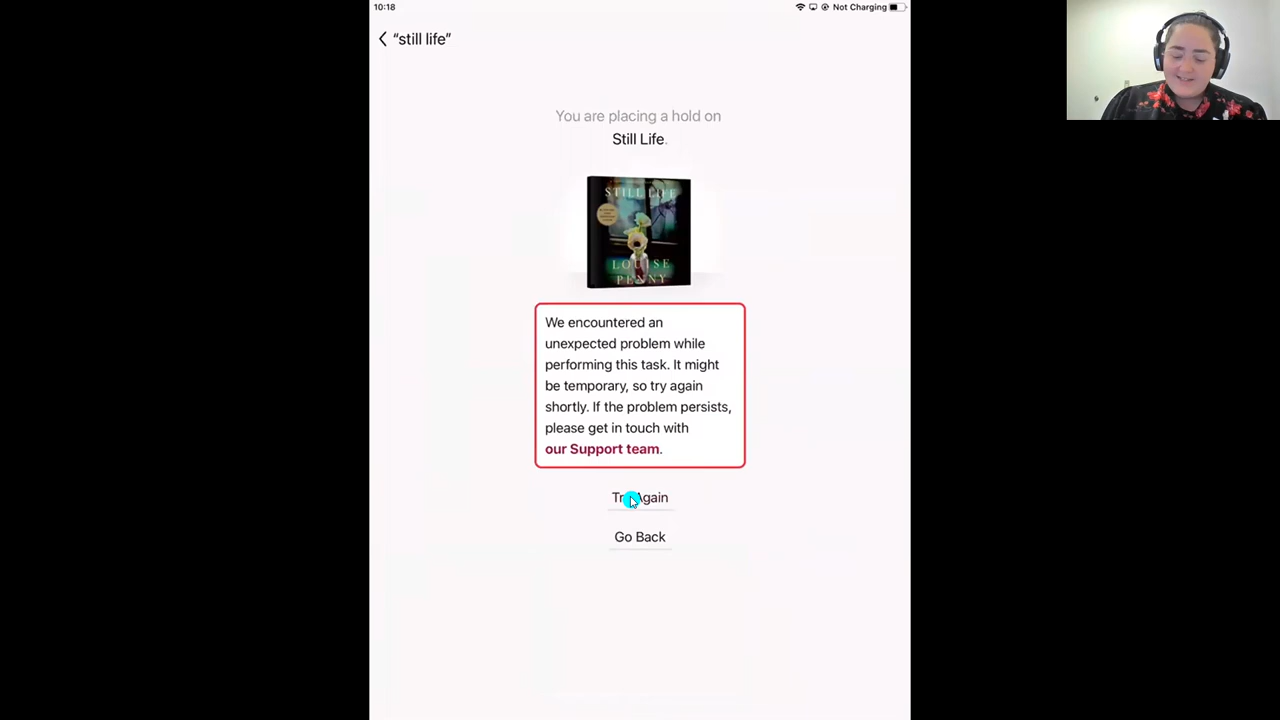 10:18
Not Charging
“still life”
You are placing a hold on
Still Life.
STILL LIFE
LOUISE
PENNY
We encountered an
unexpected problem while
performing this task. It might
be temporary, so try again
shortly. If the problem persists,
please get in touch with
our Support team.
Try Again
Go Back